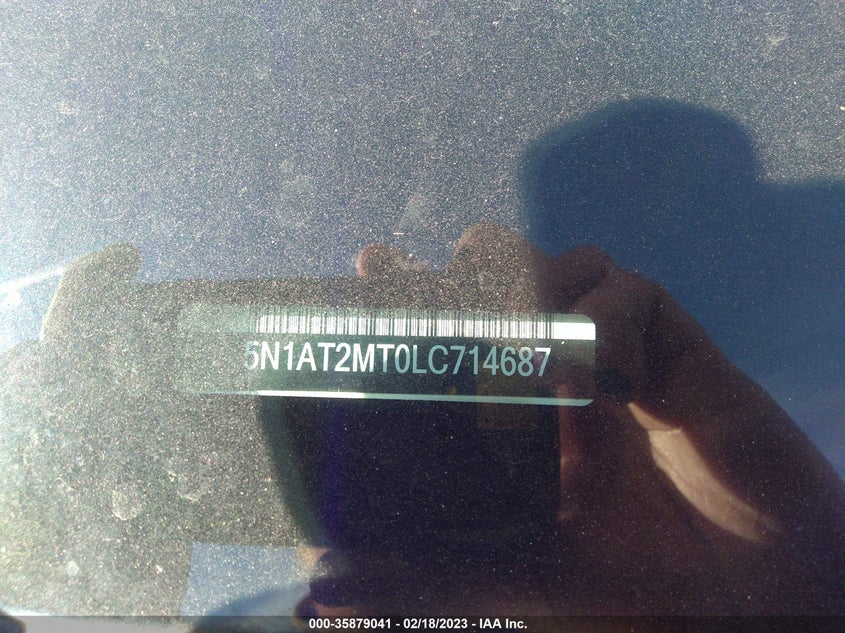 5N1AT2MT0LC714687
000-35879041 - 02/18/2023 - IAA Inc.